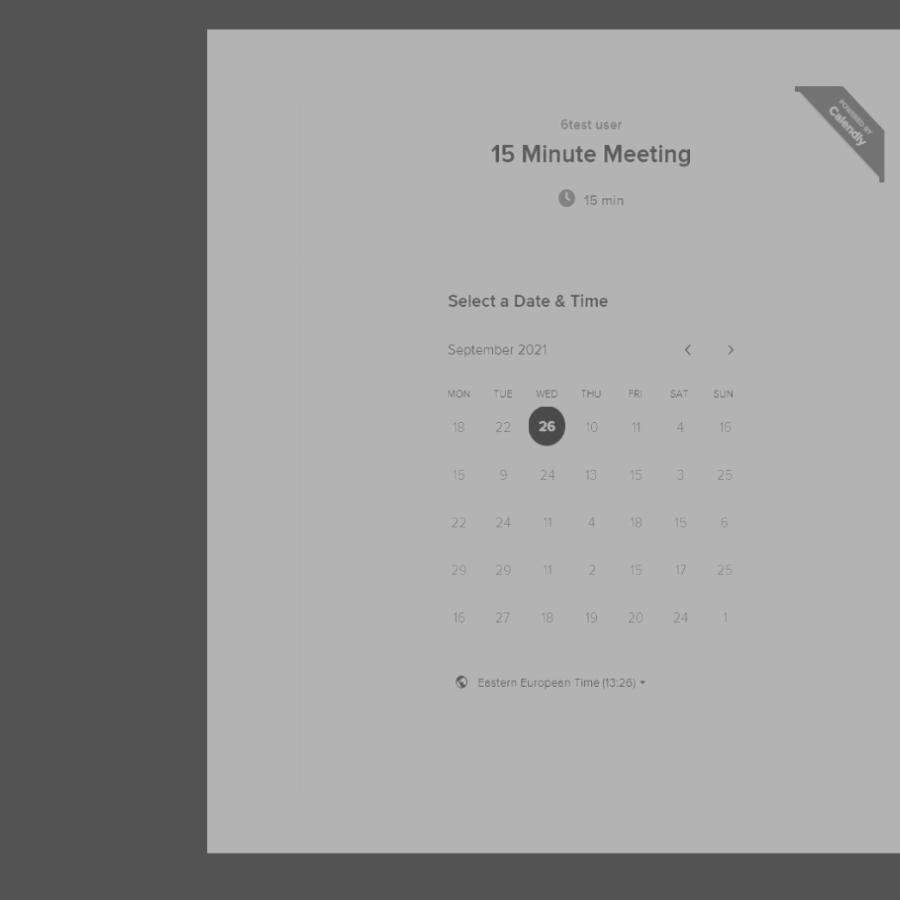 POWERED BY
Calendly
6test user
15 Minute Meeting
15 min
Select a Date & Time
September 2021
MON TUE WED THU FRI SAT SUN
18 22 26 10 11 4 16
15 9 24 13 15 3 25
22 24 11 4 18 15 6
29 29 11 2 15 17 25
16 27 18 19 20 24 1
Eastern European Time (13:26)